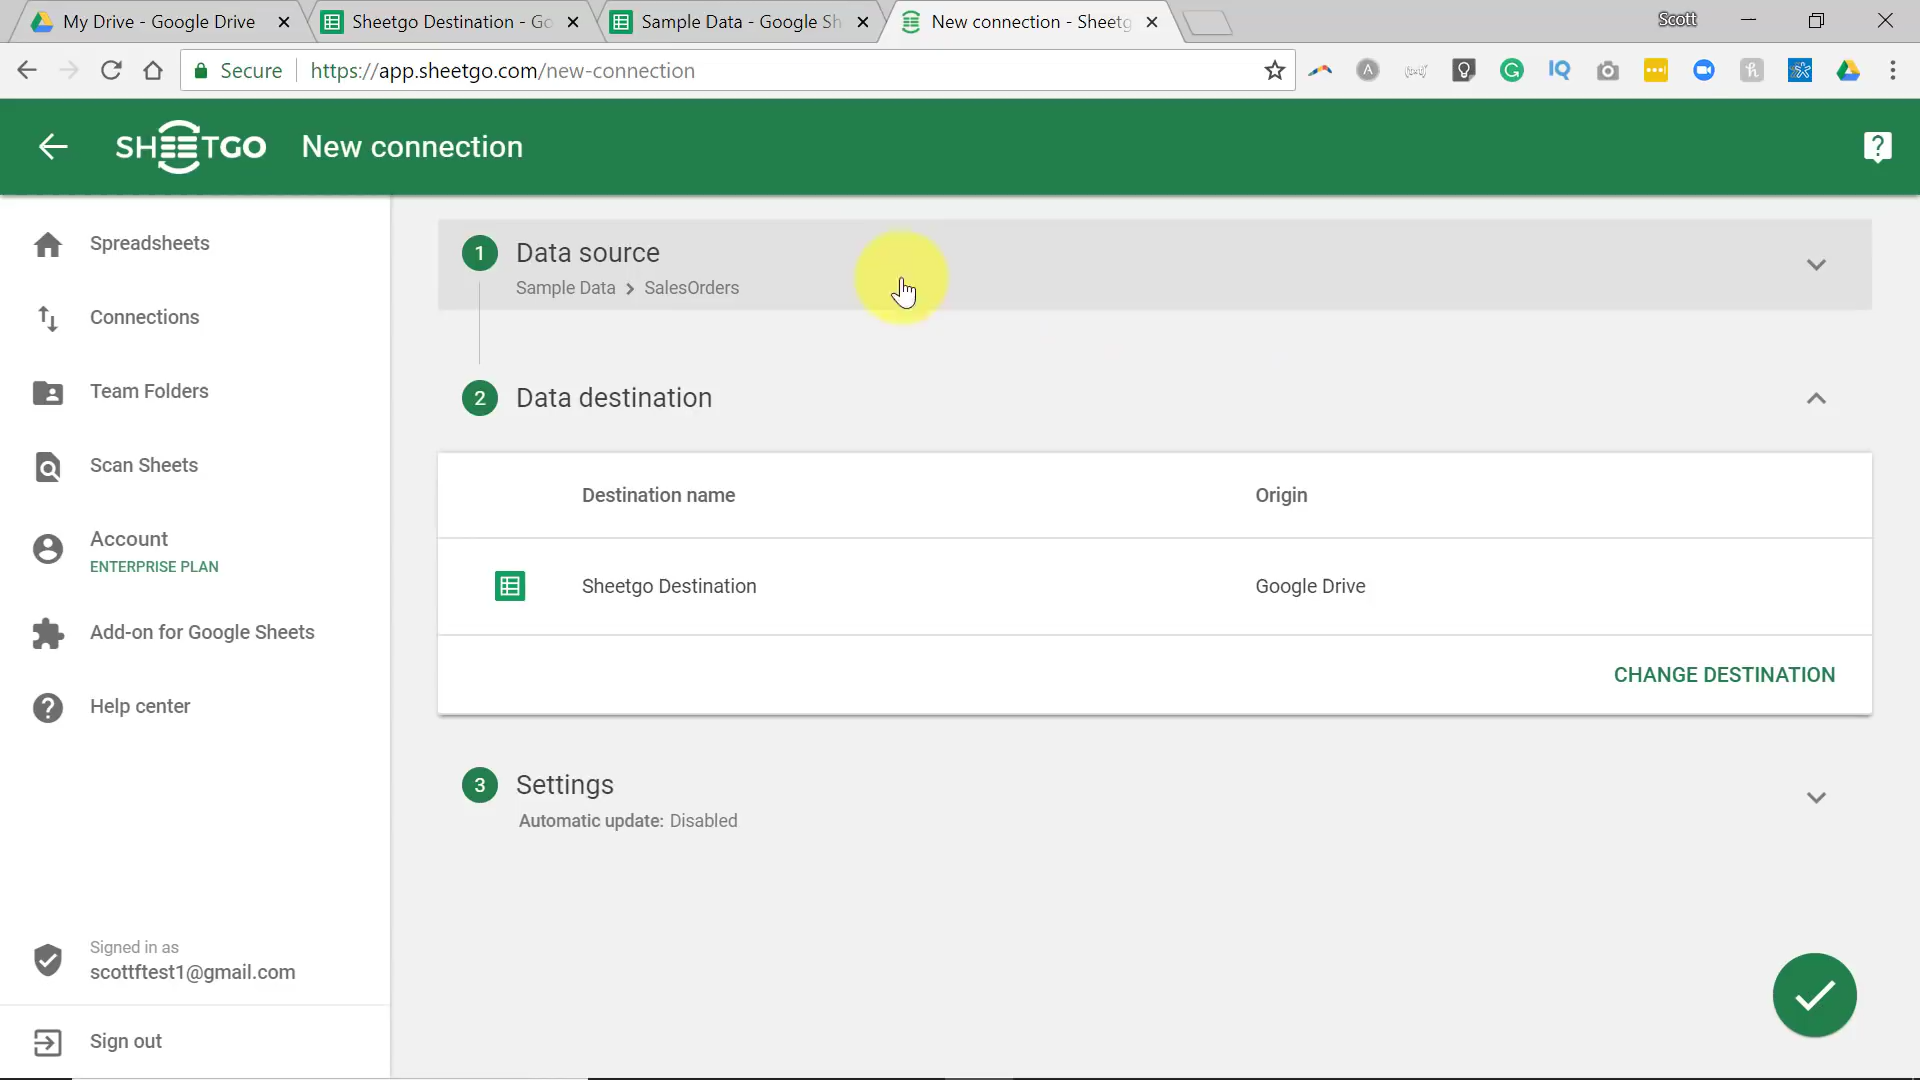 My Drive - Google Drive
Sheetgo Destination - Go
Sample Data - Google Sh
New connection - Sheetg
Scott
Secure
https://app.sheetgo.com/new-connection
SHEETGO
New connection
?
Spreadsheets
Connections
Team Folders
Scan Sheets
Account
ENTERPRISE PLAN
Add-on for Google Sheets
Help center
Signed in as
scottftest1@gmail.com
Sign out
1 Data source
Sample Data > SalesOrders
2 Data destination
Destination name Origin
Sheetgo Destination Google Drive
CHANGE DESTINATION
3 Settings
Automatic update: Disabled